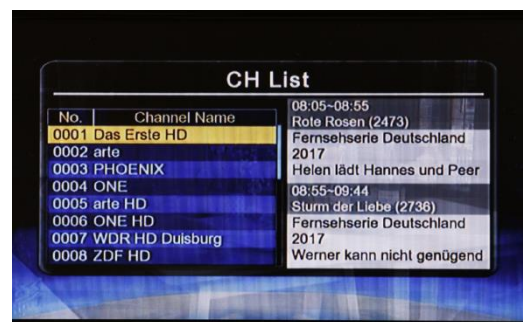 CH List
No. Channel Name
0001 Das Erste HD
0002 arte
0003 PHOENIX
0004 ONE
0005 arte HD
0006 ONE HD
0007 WDR HD Duisburg
0008 ZDF HD
08:05~08:55
Rote Rosen (2473)
Fernsehserie Deutschland
2017
Helen lädt Hannes und Peer
08:55~09:44
Sturm der Liebe (2736)
Fernsehserie Deutschland
2017
Werner kann nicht genügend